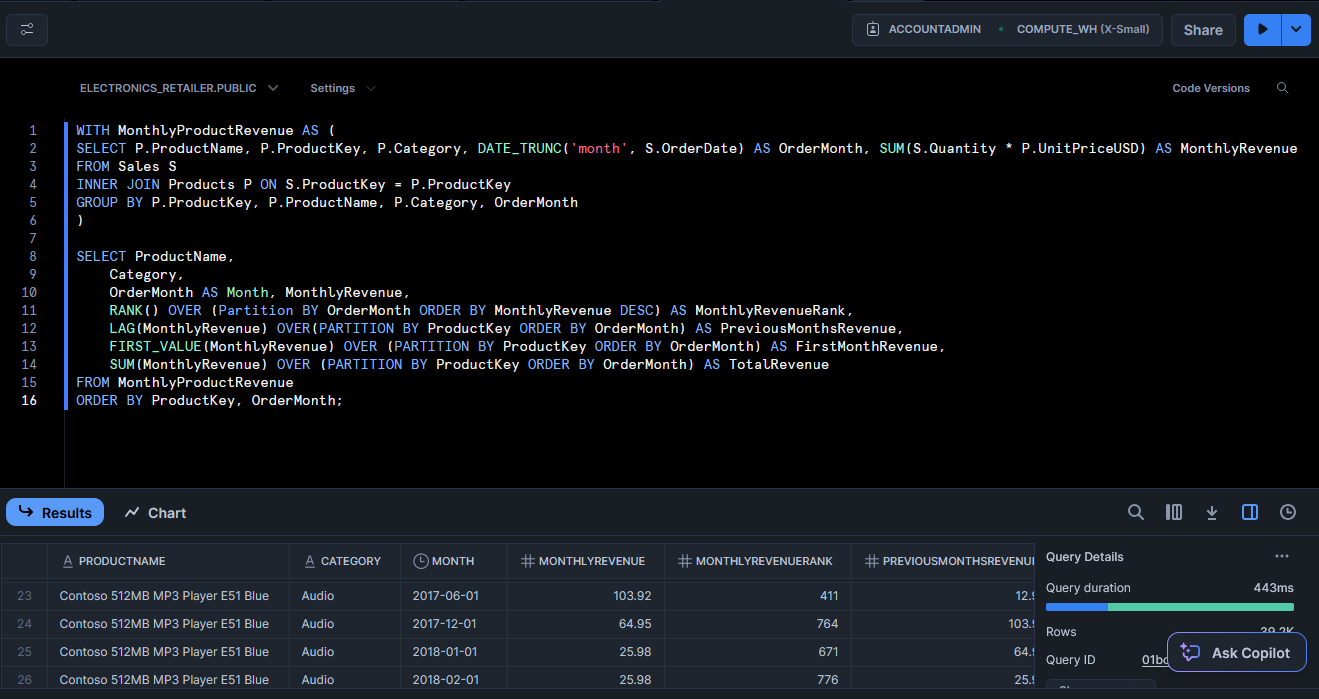 ACCOUNTADMIN • COMPUTE_WH (X-Small) Share
ELECTRONICS_RETAILER.PUBLIC Settings Code Versions
1 WITH MonthlyProductRevenue AS (
2 SELECT P.ProductName, P.ProductKey, P.Category, DATE_TRUNC('month', S.OrderDate) AS OrderMonth, SUM(S.Quantity * P.UnitPriceUSD) AS MonthlyRevenue
3 FROM Sales S
4 INNER JOIN Products P ON S.ProductKey = P.ProductKey
5 GROUP BY P.ProductKey, P.ProductName, P.Category, OrderMonth
6 )
7
8 SELECT ProductName,
9 Category,
10 OrderMonth AS Month, MonthlyRevenue,
11 RANK() OVER (Partition BY OrderMonth ORDER BY MonthlyRevenue DESC) AS MonthlyRevenueRank,
12 LAG(MonthlyRevenue) OVER(PARTITION BY ProductKey ORDER BY OrderMonth) AS PreviousMonthsRevenue,
13 FIRST_VALUE(MonthlyRevenue) OVER (PARTITION BY ProductKey ORDER BY OrderMonth) AS FirstMonthRevenue,
14 SUM(MonthlyRevenue) OVER (PARTITION BY ProductKey ORDER BY OrderMonth) AS TotalRevenue
15 FROM MonthlyProductRevenue
16 ORDER BY ProductKey, OrderMonth;
Results Chart
PRODUCTNAME CATEGORY MONTH MONTHLYREVENUE MONTHLYREVENUERANK PREVIOUSMONTHSREVENU
23 Contoso 512MB MP3 Player E51 Blue Audio 2017-06-01 103.92 411 12.9
24 Contoso 512MB MP3 Player E51 Blue Audio 2017-12-01 64.95 764 103.9
25 Contoso 512MB MP3 Player E51 Blue Audio 2018-01-01 25.98 671 64.9
26 Contoso 512MB MP3 Player E51 Blue Audio 2018-02-01 25.98 776 25.9
Query Details ...
Query duration 443ms
Rows 39.2K
Query ID 01bc
Ask Copilot